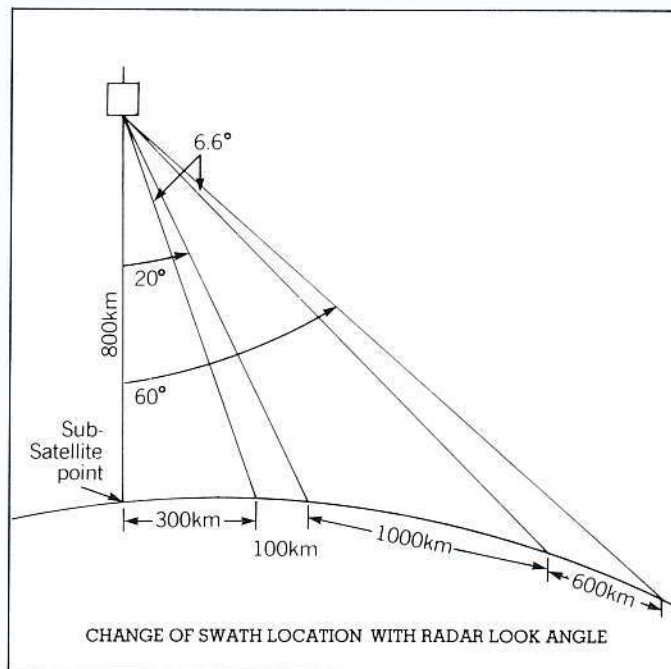 6.6°
20°
800km
60°
Sub-
Satellite
point
300km
100km
1000km
600km
CHANGE OF SWATH LOCATION WITH RADAR LOOK ANGLE